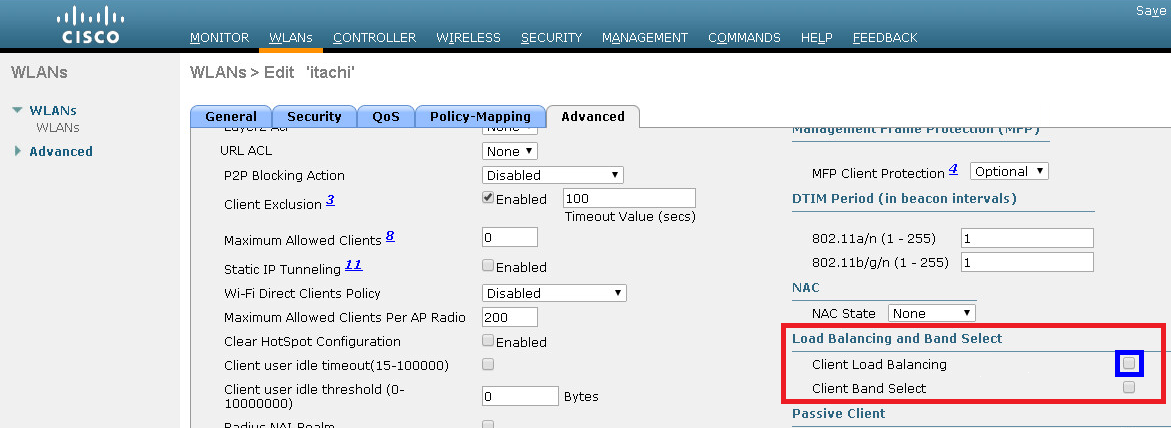 Save
CISCO
MONITOR WLANs CONTROLLER WIRELESS SECURITY MANAGEMENT COMMANDS HELP FEEDBACK
WLANs
WLANs
WLANs
Advanced
WLANs > Edit 'itachi'
General Security QoS Policy-Mapping Advanced
Layer2 Acl None
URL ACL None
P2P Blocking Action Disabled
Client Exclusion 3 Enabled 100
Timeout Value (secs)
Maximum Allowed Clients 8 0
Static IP Tunneling 11 Enabled
Wi-Fi Direct Clients Policy Disabled
Maximum Allowed Clients Per AP Radio 200
Clear HotSpot Configuration Enabled
Client user idle timeout(15-100000)
Client user idle threshold (0-
10000000) 0 Bytes
Radius NAI-Realm
Management Frame Protection (MFP)
MFP Client Protection 4 Optional
DTIM Period (in beacon intervals)
802.11a/n (1 - 255) 1
802.11b/g/n (1 - 255) 1
NAC
NAC State None
Load Balancing and Band Select
Client Load Balancing
Client Band Select
Passive Client